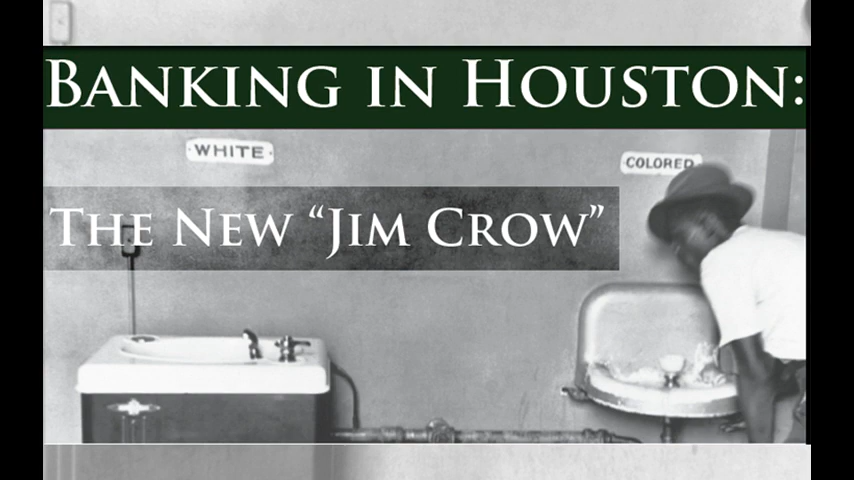 BANKING IN HOUSTON:
WHITE
COLORED
THE NEW “JIM CROW”